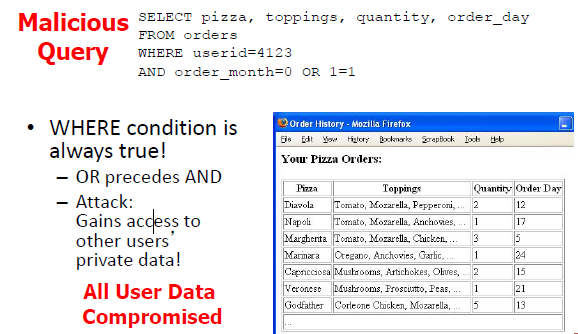 Malicious
Query
SELECT pizza, toppings, quantity, order_day
FROM orders
WHERE userid=4123
AND order_month=0 OR 1=1
• WHERE condition is
always true!
– OR precedes AND
– Attack:
Gains access to
other users’
private data!
All User Data
Compromised
Order History - Mozilla Firefox
File Edit View History Bookmarks ScrapBook Tools Help
Your Pizza Orders:
Pizza Toppings Quantity Order Day
Diavola Tomato, Mozarella, Pepperoni, ... 2 12
Napoli Tomato, Mozarella, Anchovies, ... 1 17
Margherita Tomato, Mozarella, Chicken, ... 3 5
Marinara Oregano, Anchovies, Garlic, ... 1 24
Capricciosa Mushrooms, Artichokes, Olives, ... 2 15
Veronese Mushrooms, Prosciutto, Peas, ... 1 21
Godfather Corleone Chicken, Mozarella, ... 5 13
...